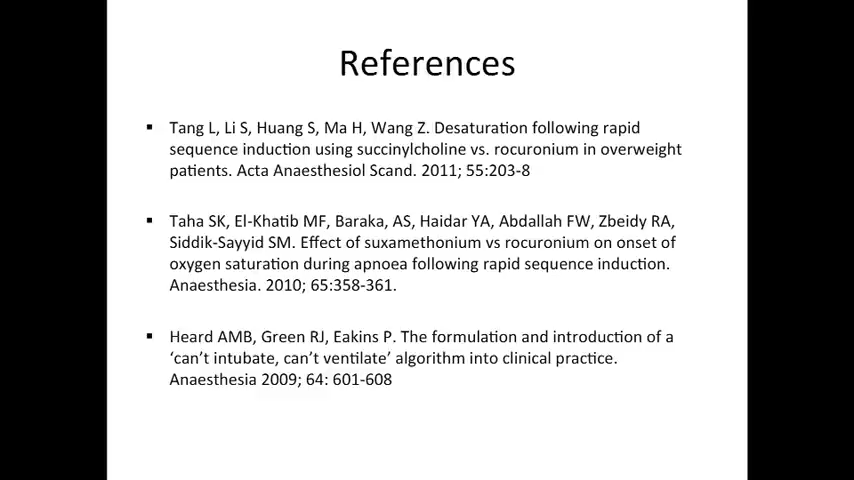 References
▪ Tang L, Li S, Huang S, Ma H, Wang Z. Desaturation following rapid
sequence induction using succinylcholine vs. rocuronium in overweight
patients. Acta Anaesthesiol Scand. 2011; 55:203-8
▪ Taha SK, El-Khatib MF, Baraka, AS, Haidar YA, Abdallah FW, Zbeidy RA,
Siddik-Sayyid SM. Effect of suxamethonium vs rocuronium on onset of
oxygen saturation during apnoea following rapid sequence induction.
Anaesthesia. 2010; 65:358-361.
▪ Heard AMB, Green RJ, Eakins P. The formulation and introduction of a
‘can’t intubate, can’t ventilate’ algorithm into clinical practice.
Anaesthesia 2009; 64: 601-608